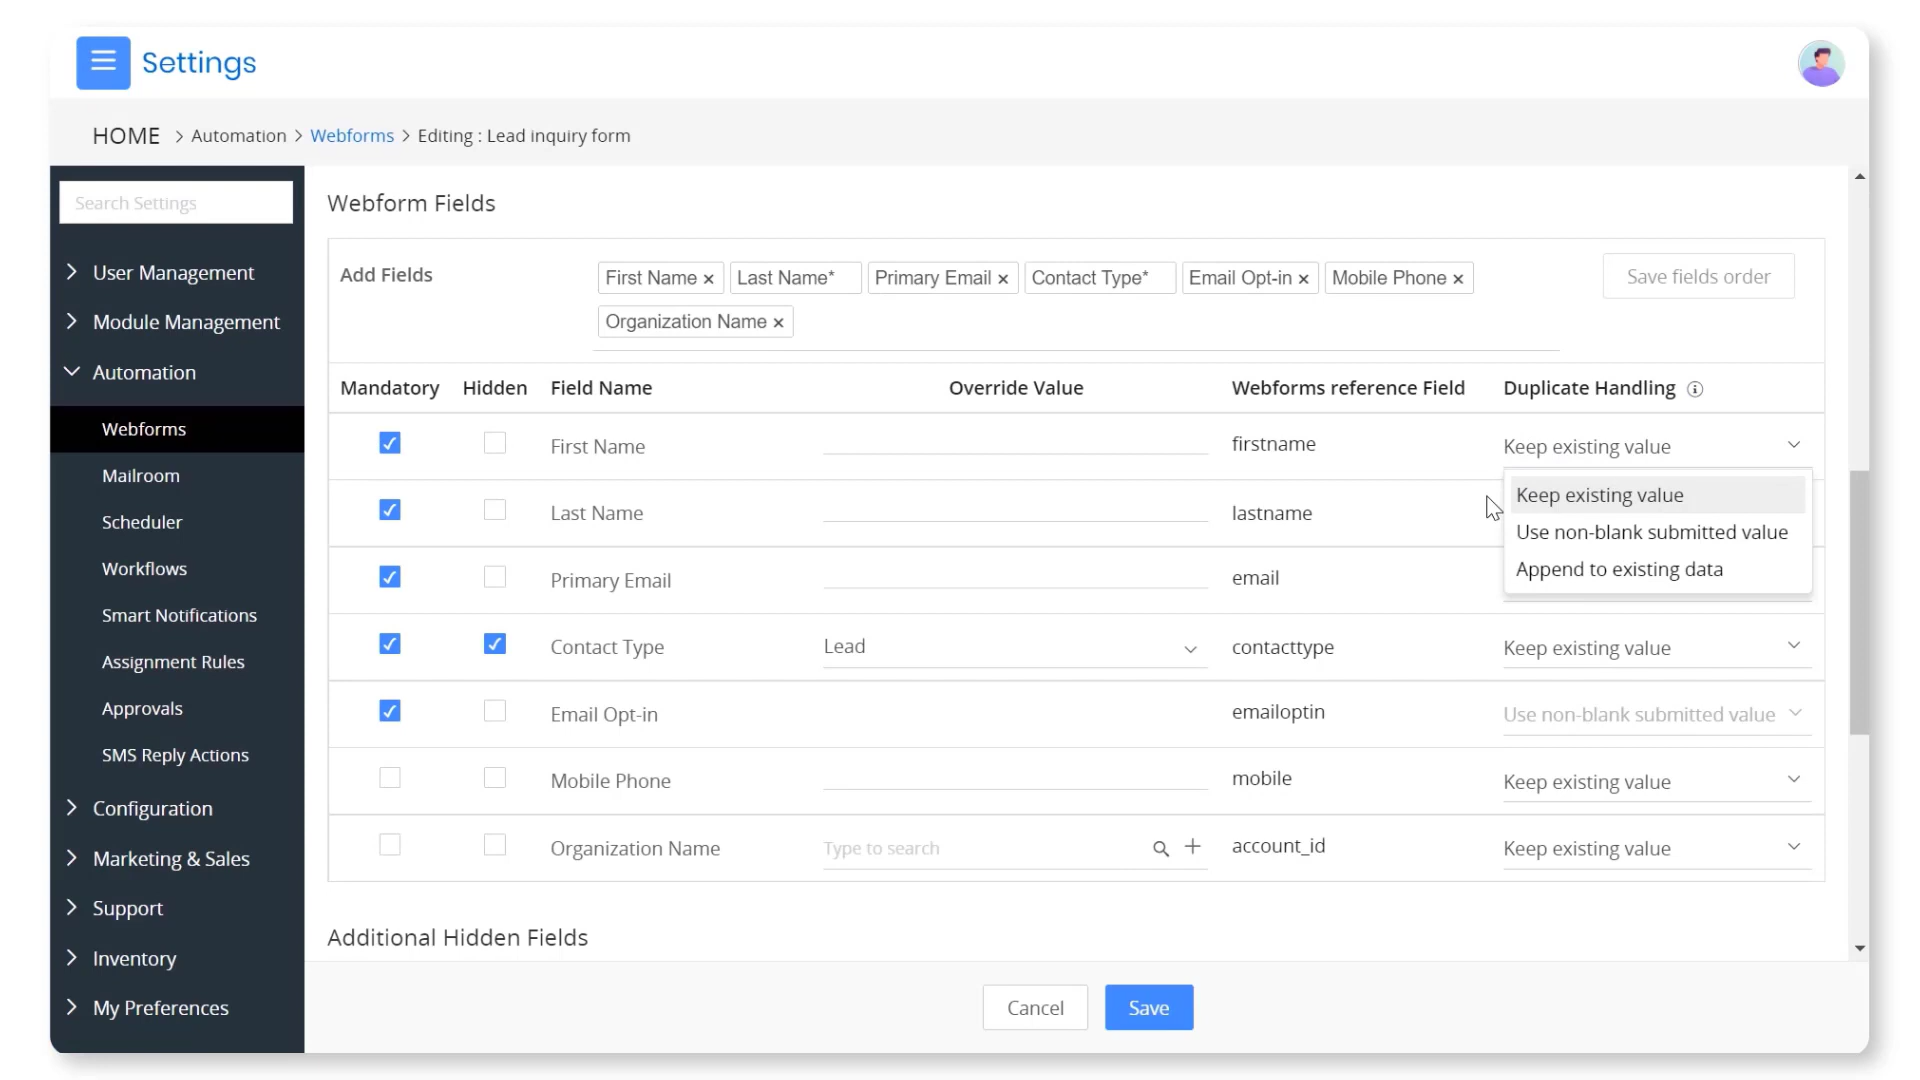 Settings
HOME > Automation > Webforms > Editing : Lead inquiry form
Search Settings
User Management
Module Management
Automation
Webforms
Mailroom
Scheduler
Workflows
Smart Notifications
Assignment Rules
Approvals
SMS Reply Actions
Configuration
Marketing & Sales
Support
Inventory
My Preferences
Webform Fields
Add Fields
First Name × Last Name* Primary Email × Contact Type* Email Opt-in × Mobile Phone ×
Organization Name ×
Save fields order
Mandatory Hidden Field Name Override Value Webforms reference Field Duplicate Handling
First Name firstname Keep existing value
Keep existing value
Use non-blank submitted value
Append to existing data
Last Name lastname
Primary Email email
Contact Type Lead contacttype Keep existing value
Email Opt-in emailoptin Use non-blank submitted value
Mobile Phone mobile Keep existing value
Organization Name Type to search account_id Keep existing value
Additional Hidden Fields
Cancel Save